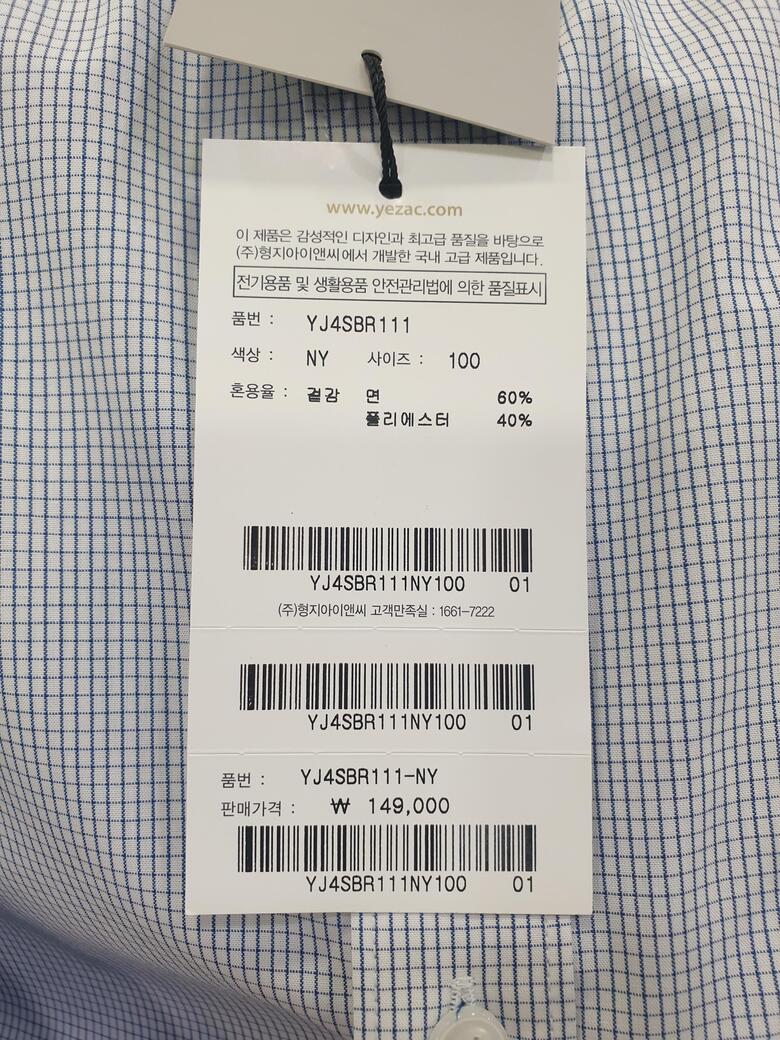 www.yezac.com
이 제품은 감성적인 디자인과 최고급 품질을 바탕으로
(주)형지아이앤씨에서 개발한 국내 고급 제품입니다.
전기용품 및 생활용품 안전관리법에 의한 품질표시
품번 : YJ4SBR111
색상 : NY 사이즈 : 100
혼용율 : 겉감 면 60%
폴리에스터 40%
YJ4SBR111NY100 01
(주)형지아이앤씨 고객만족실 : 1661-7222
YJ4SBR111NY100 01
품번 : YJ4SBR111-NY
판매가격 : ₩ 149,000
YJ4SBR111NY100 01